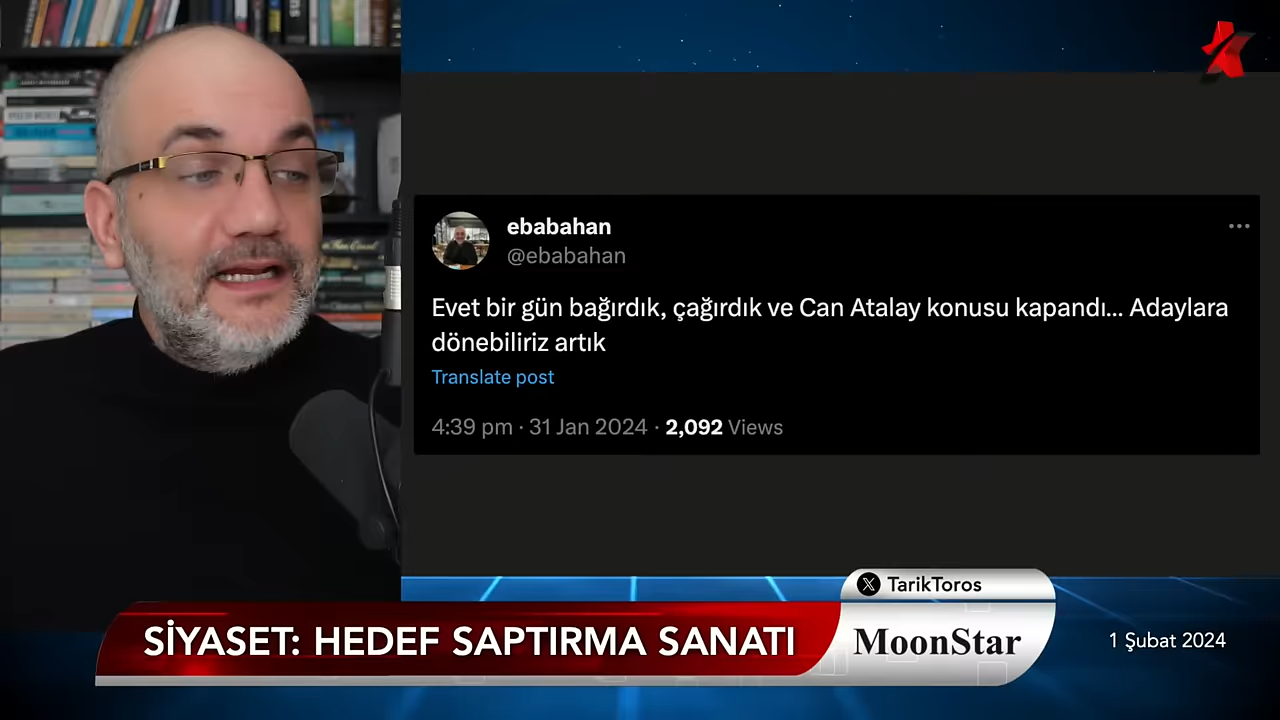 ebabahan
@ebabahan
Evet bir gün bağırdık, çağırdık ve Can Atalay konusu kapandı... Adaylara
dönebiliriz artık
Translate post
4:39 pm · 31 Jan 2024 · 2,092 Views
TarikToros
SİYASET: HEDEF SAPTIRMA SANATI
MoonStar
1 Şubat 2024